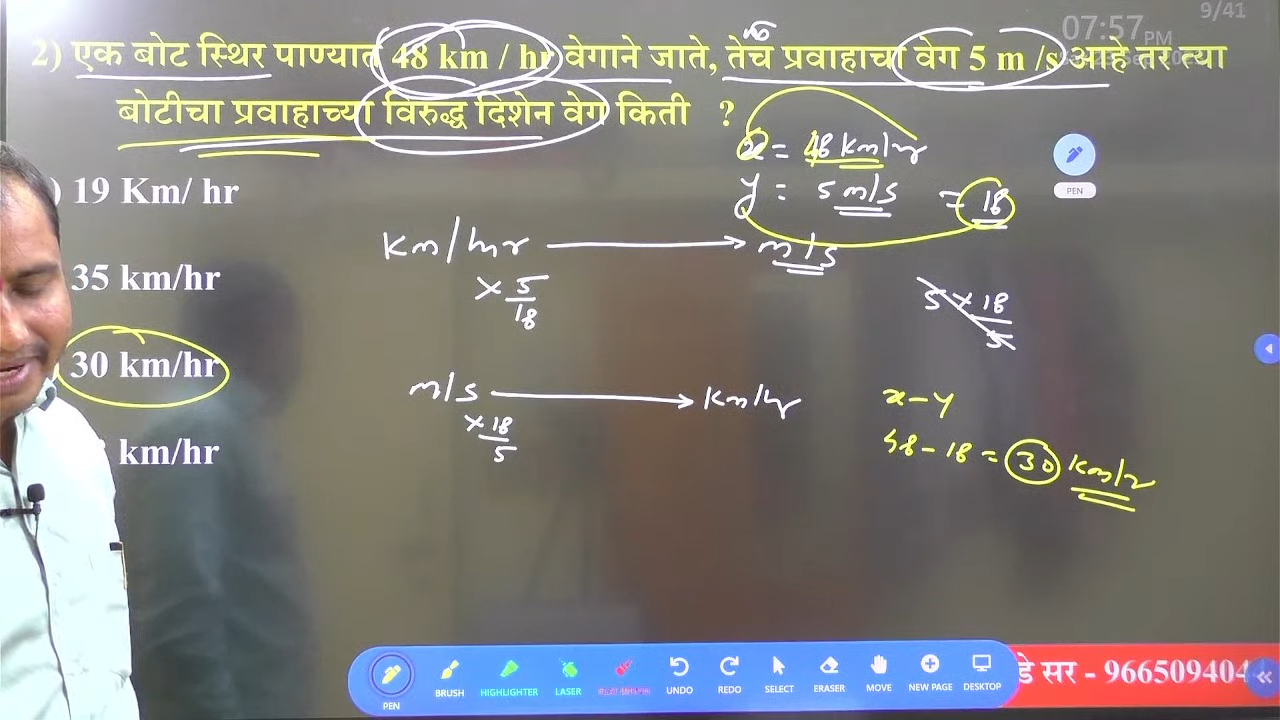 07:57 PM
9/41
2) एक बोट स्थिर पाण्यात 48 km / hr वेगाने जाते, तेच प्रवाहाचा वेग 5 m /s आहे तर त्या
बोटीचा प्रवाहाच्या विरुद्ध दिशेन वेग किती ?
) 19 Km/ hr
35 km/hr
30 km/hr
km/hr
x = 48 Km/hr
y = 5 m/s = 18
Km/hr → m/s
× 5/18
5 × 18/5
m/s → Km/hr
× 18/5
x - y
48 - 18 = 30 Km/hr
PEN
PEN
BRUSH
HIGHLIGHTER
LASER
UNDO
REDO
SELECT
ERASER
MOVE
NEW PAGE
DESKTOP
डे सर - 966509404